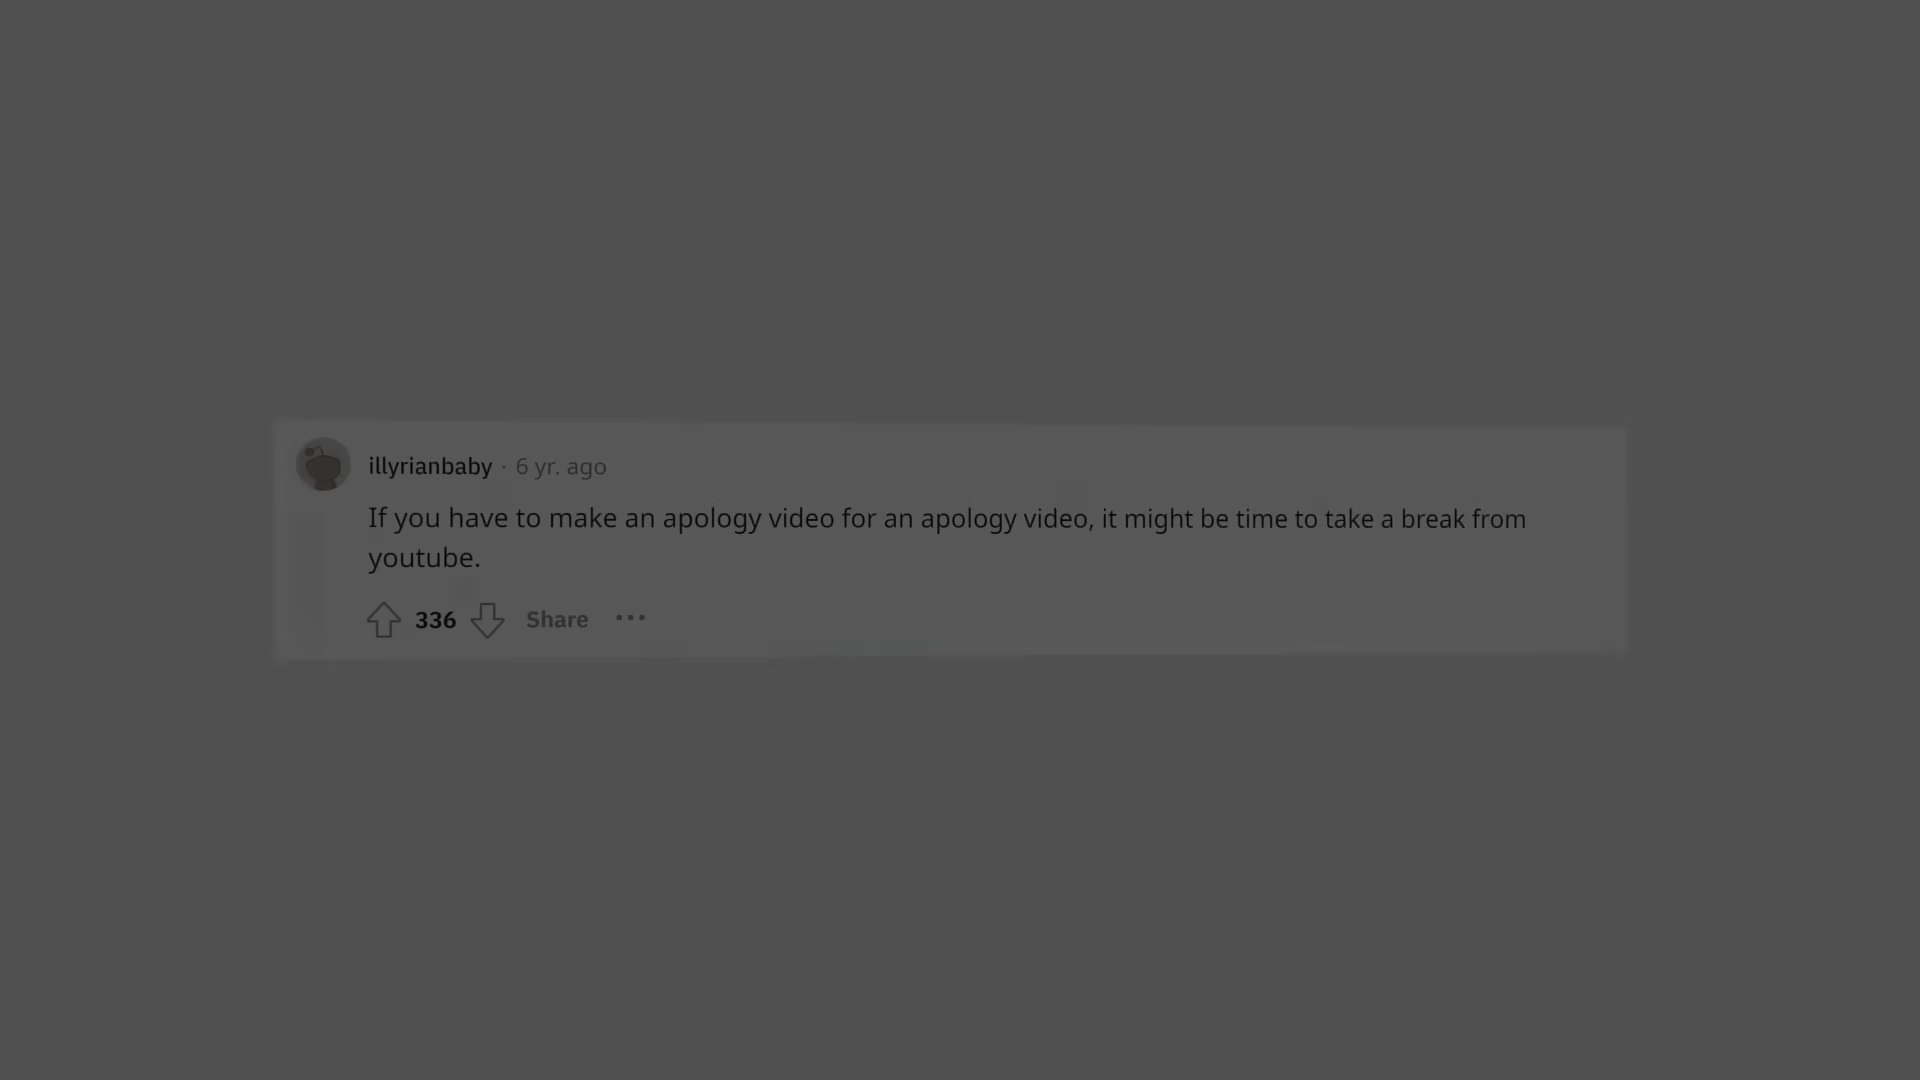 illyrianbaby · 6 yr. ago
If you have to make an apology video for an apology video, it might be time to take a break from
youtube.
336 Share ...